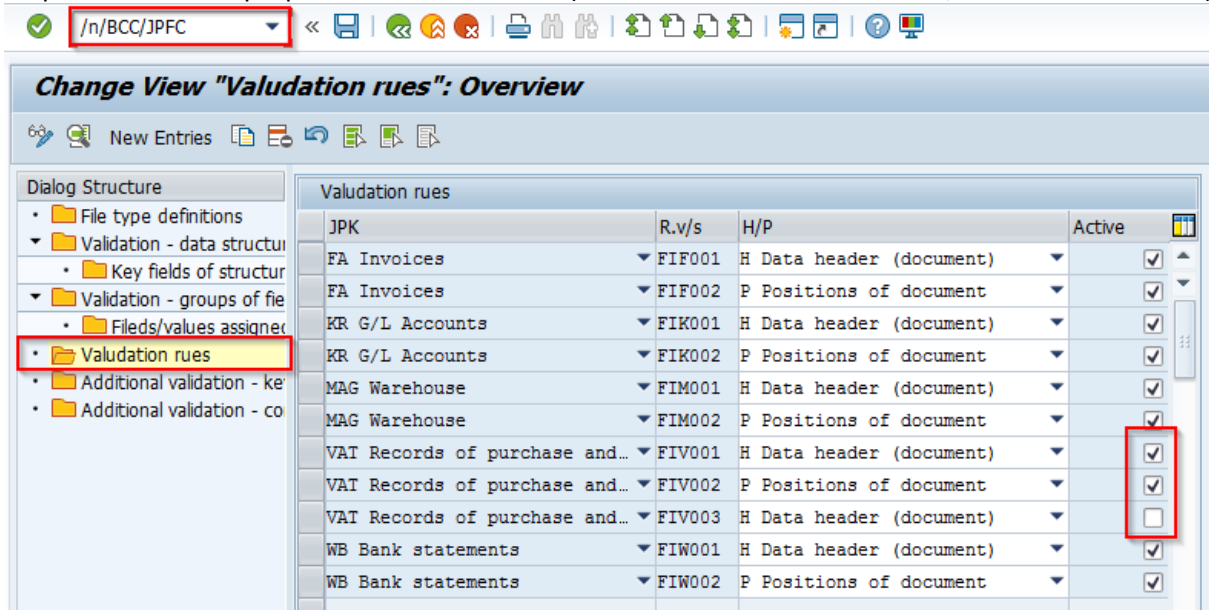 /n/BCC/JPFC
Change View "Valudation rues": Overview
New Entries
Dialog Structure
File type definitions
Validation - data structur
Key fields of structur
Validation - groups of fie
Fileds/values assigned
Valudation rues
Additional validation - ke
Additional validation - co
Valudation rues
JPK R.v/s H/P Active
FA Invoices FIF001 H Data header (document)
FA Invoices FIF002 P Positions of document
KR G/L Accounts FIK001 H Data header (document)
KR G/L Accounts FIK002 P Positions of document
MAG Warehouse FIM001 H Data header (document)
MAG Warehouse FIM002 P Positions of document
VAT Records of purchase and… FIV001 H Data header (document)
VAT Records of purchase and… FIV002 P Positions of document
VAT Records of purchase and… FIV003 H Data header (document)
WB Bank statements FIW001 H Data header (document)
WB Bank statements FIW002 P Positions of document